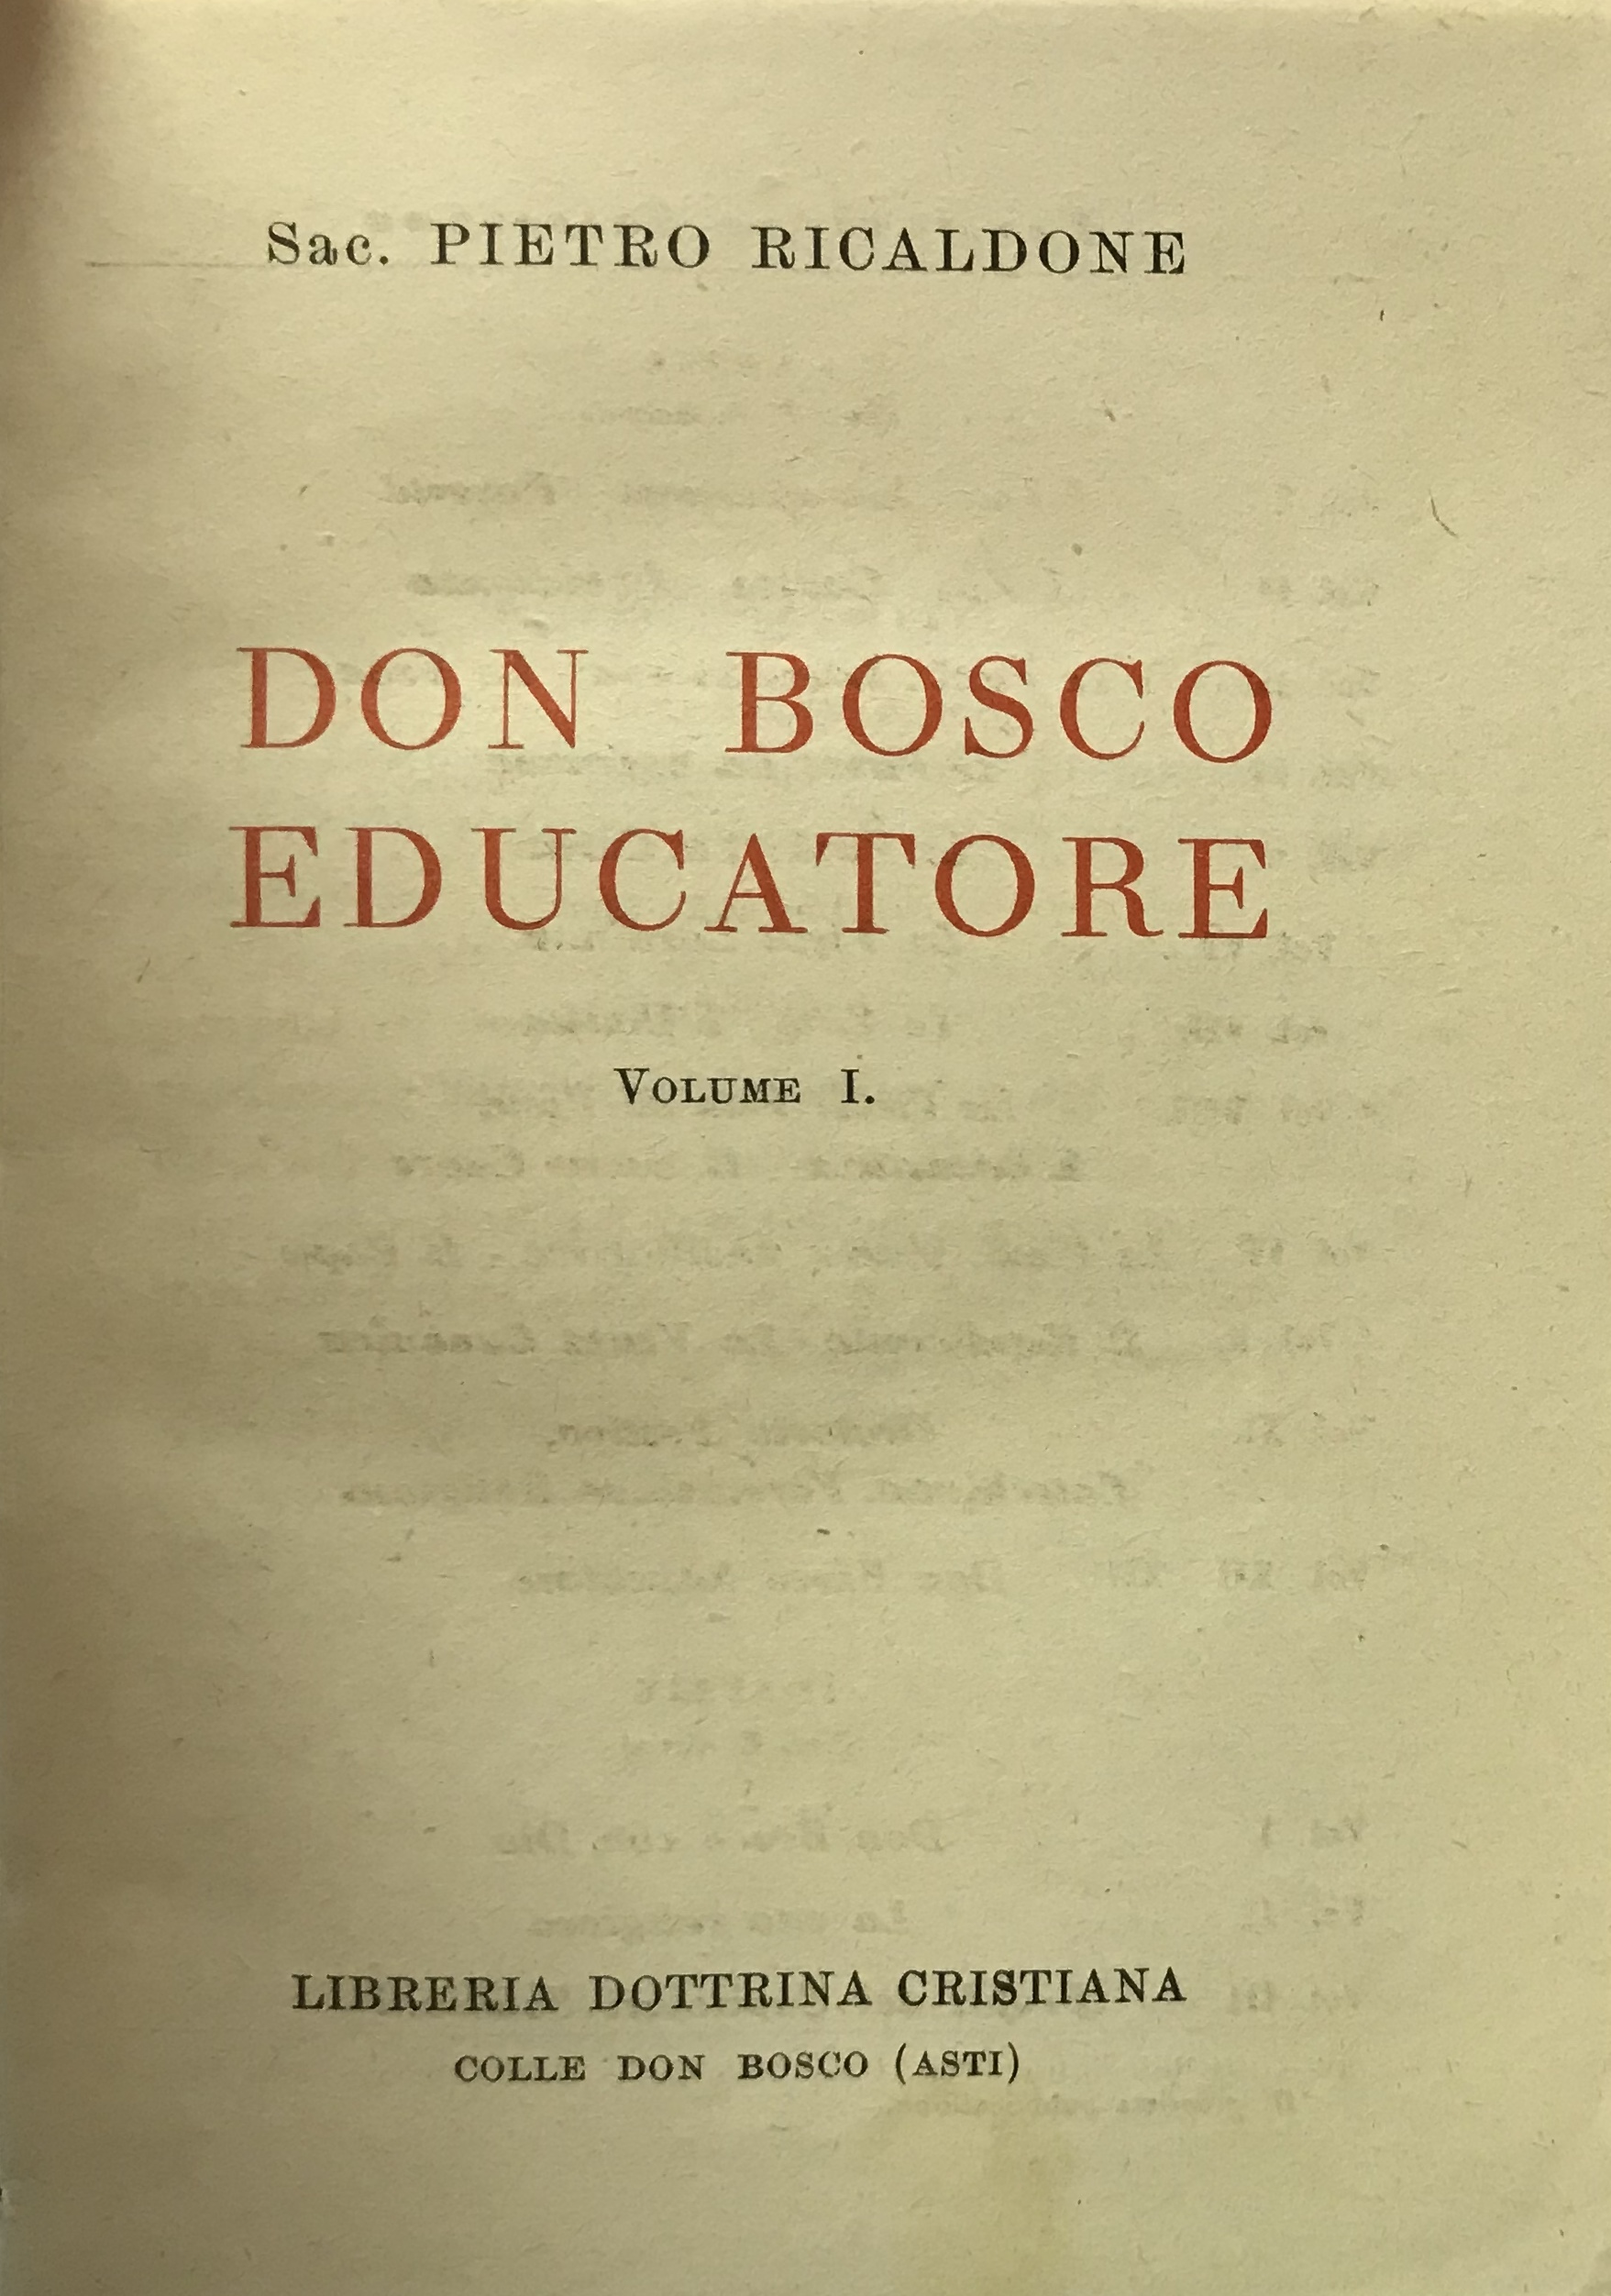 Sac. PIETRO RICALDONE
DON BOSCO
EDUCATORE
VOLUME I.
LIBRERIA DOTTRINA CRISTIANA
COLLE DON BOSCO (ASTI)